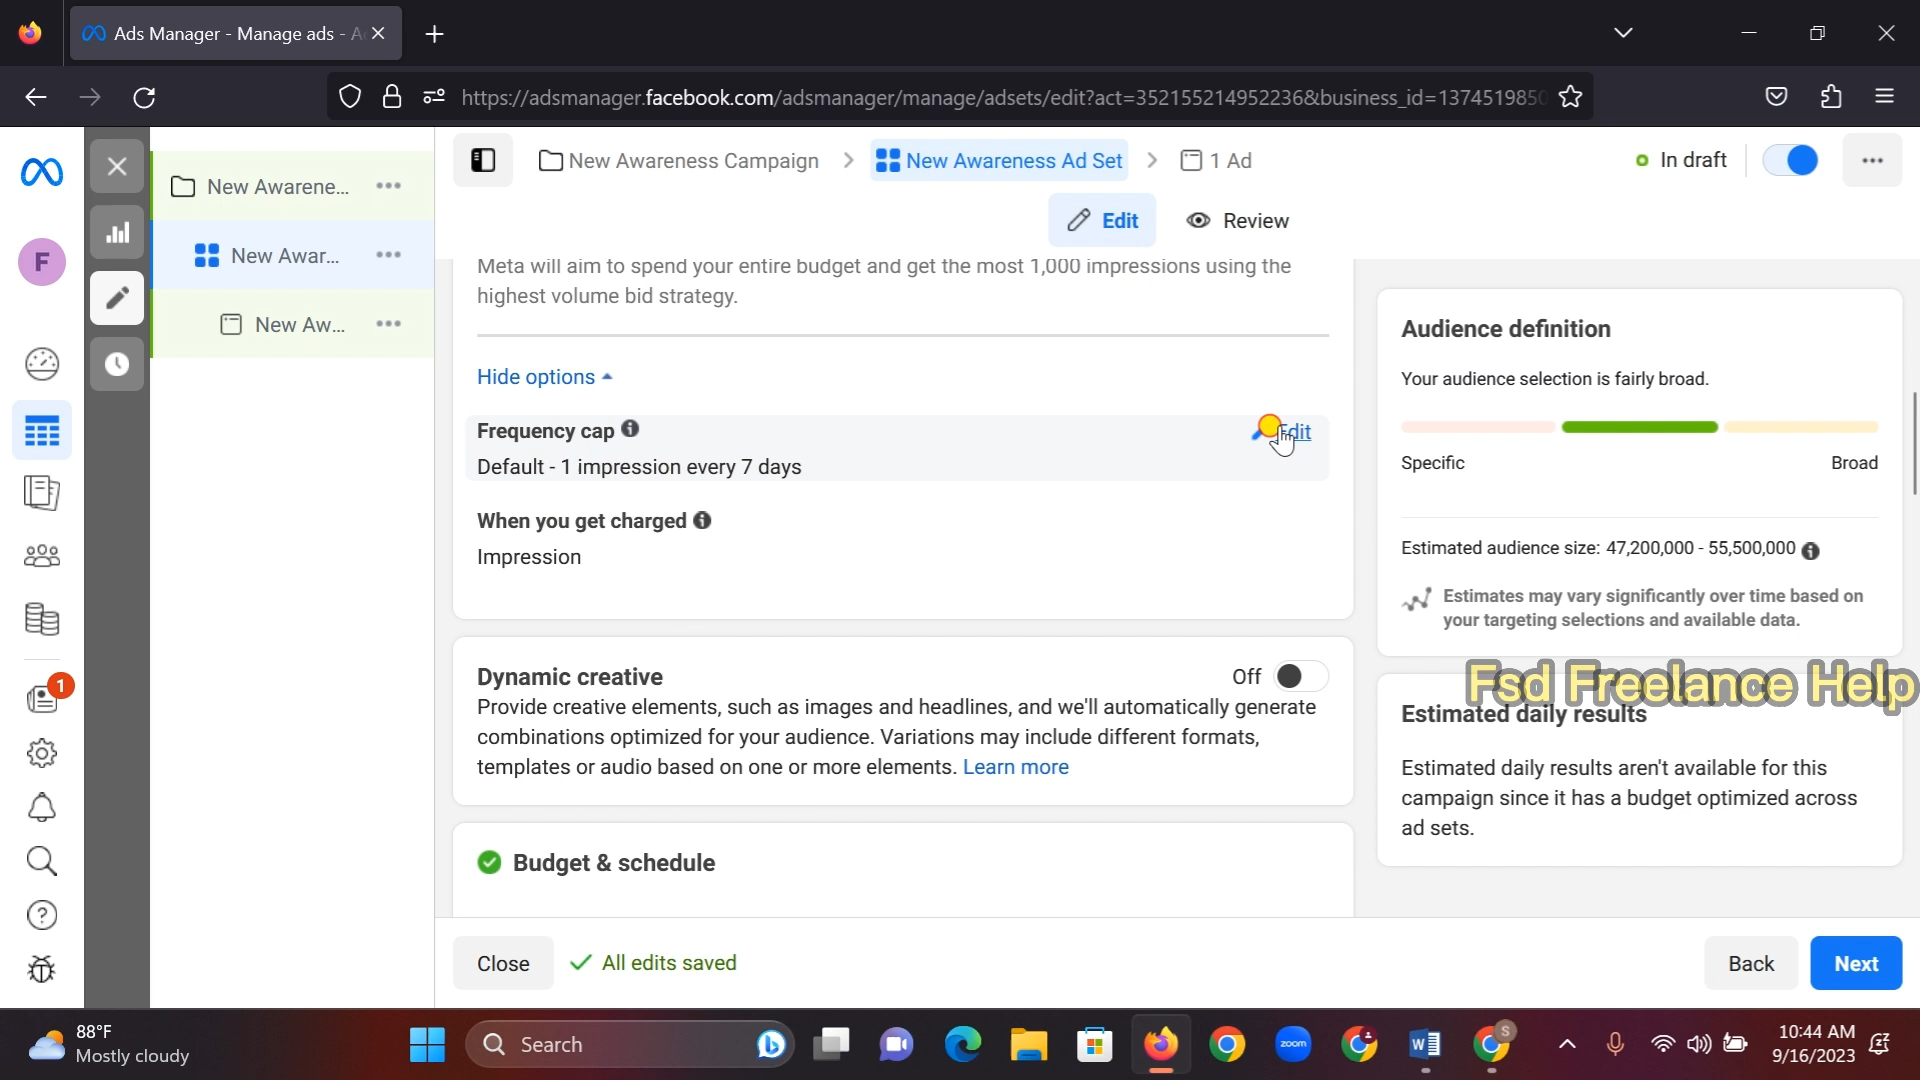 Ads Manager - Manage ads - A
https://adsmanager.facebook.com/adsmanager/manage/adsets/edit?act=352155214952236&business_id=1374519850
New Awareness Campaign
New Awareness Ad Set
1 Ad
In draft
Edit
Review
F
New Awarene...
New Awar...
New Aw...
1
Meta will aim to spend your entire budget and get the most 1,000 impressions using the
highest volume bid strategy.
Hide options
Frequency cap
Edit
Default - 1 impression every 7 days
When you get charged
Impression
Dynamic creative
Off
Provide creative elements, such as images and headlines, and we'll automatically generate
combinations optimized for your audience. Variations may include different formats,
templates or audio based on one or more elements. Learn more
Budget & schedule
Audience definition
Your audience selection is fairly broad.
Specific
Broad
Estimated audience size: 47,200,000 - 55,500,000
Estimates may vary significantly over time based on
your targeting selections and available data.
Fsd Freelance Help
Estimated daily results
Estimated daily results aren't available for this
campaign since it has a budget optimized across
ad sets.
Close
All edits saved
Back
Next
88°F
Mostly cloudy
Search
zoom
W
S
10:44 AM
9/16/2023